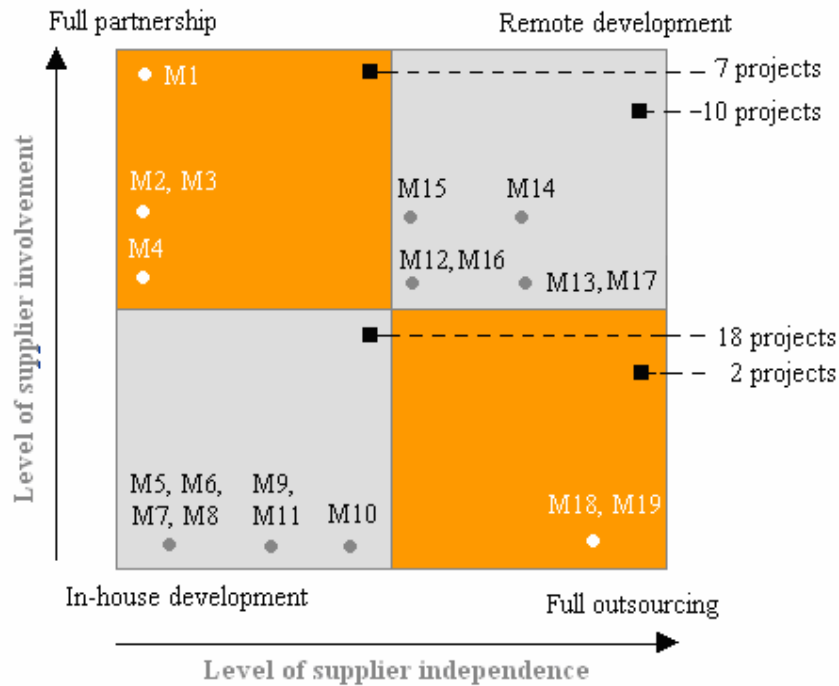 Full partnership
Remote development
M1
7 projects
10 projects
M2, M3
M15
M14
M4
M12, M16
M13, M17
18 projects
2 projects
M5, M6,
M7, M8
M9,
M11
M10
M18, M19
In-house development
Full outsourcing
Level of supplier involvement
Level of supplier independence